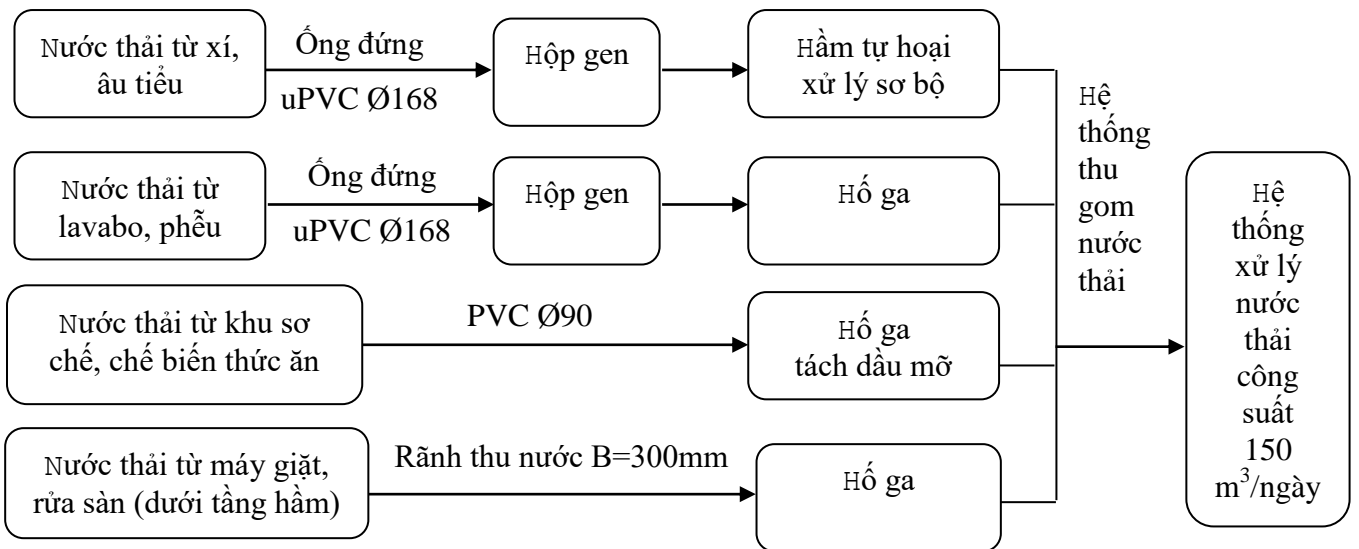 Nước thải từ xí,
âu tiểu
Ống đứng
uPVC Ø168
Hộp gen
Hầm tự hoại
xử lý sơ bộ
Nước thải từ
lavabo, phễu
Ống đứng
uPVC Ø168
Hộp gen
Hố ga
Nước thải từ khu sơ
chế, chế biến thức ăn
PVC Ø90
Hố ga
tách dầu mỡ
Nước thải từ máy giặt,
rửa sàn (dưới tầng hầm)
Rãnh thu nước B=300mm
Hố ga
Hệ
thống
thu
gom
nước
thải
Hệ
thống
xử lý
nước
thải
công
suất
150
m³/ngày